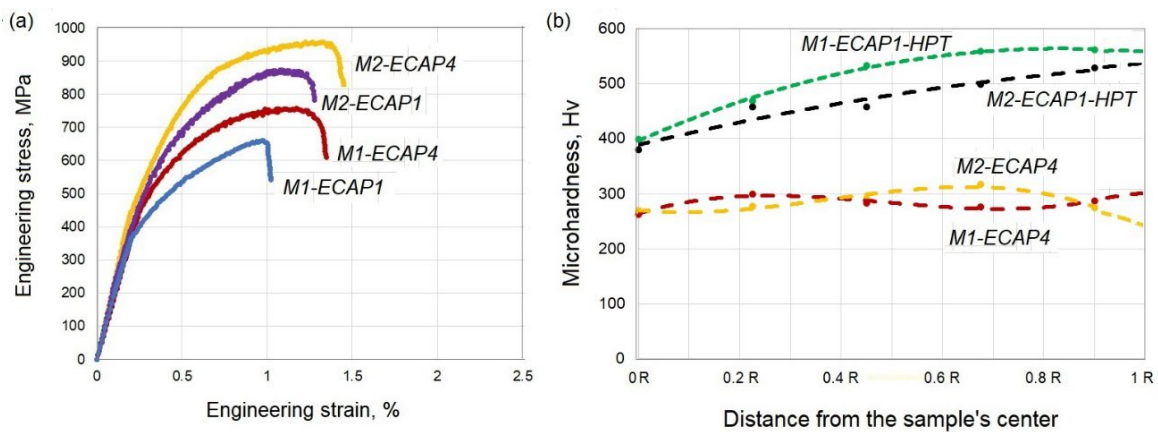 (a)
1000
900
800
700
600
500
400
300
200
100
0
Engineering stress, MPa
M2-ECAP4
M2-ECAP1
M1-ECAP4
M1-ECAP1
0 0.5 1 1.5 2 2.5
Engineering strain, %
(b)
600
500
400
300
200
300
0
Microhardness, Hv
M1-ECAP1-HPT
M2-ECAP1-HPT
M2-ECAP4
M1-ECAP4
0 R 0.2 R 0.4 R 0.6 R 0.8 R 1 R
Distance from the sample's center